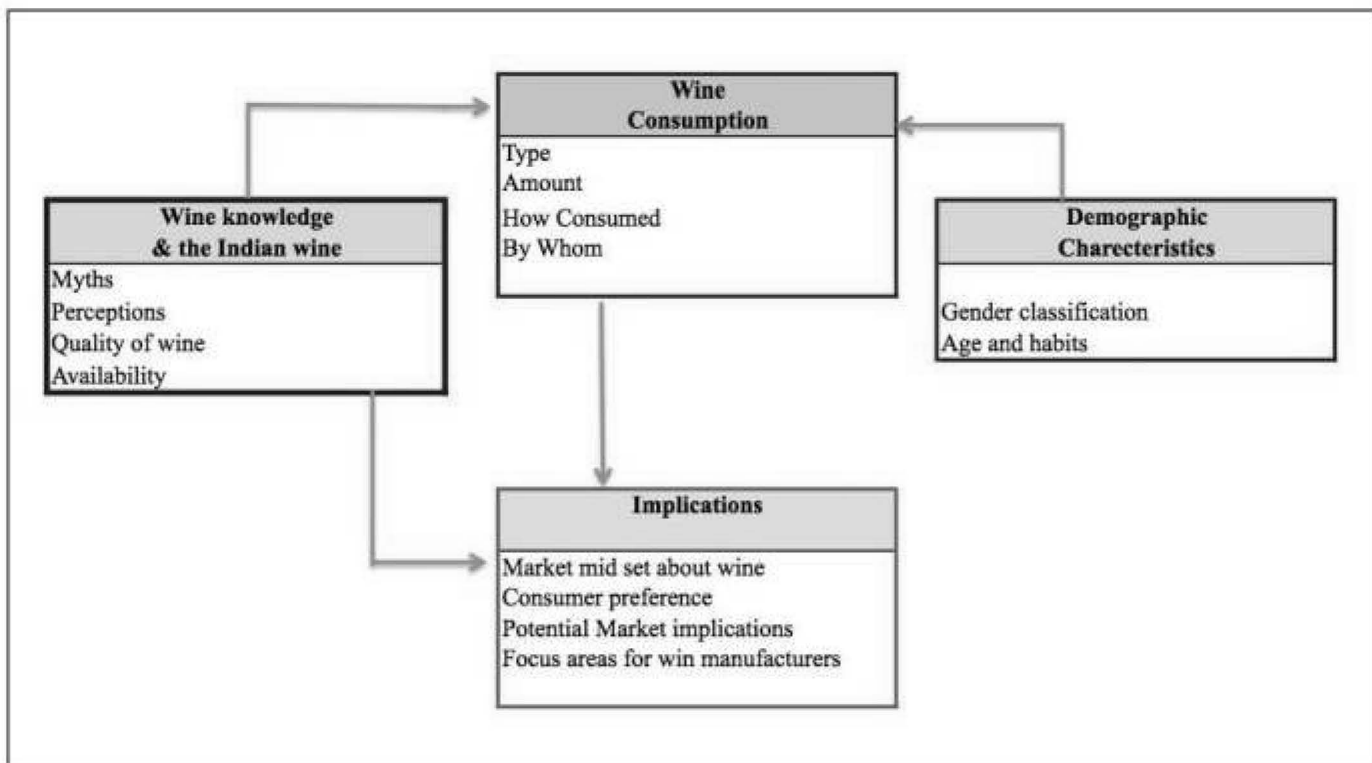 Wine
Consumption
Type
Amount
How Consumed
By Whom
Wine knowledge
& the Indian wine
Myths
Perceptions
Quality of wine
Availability
Demographic
Charecteristics
Gender classification
Age and habits
Implications
Market mid set about wine
Consumer preference
Potential Market implications
Focus areas for win manufacturers